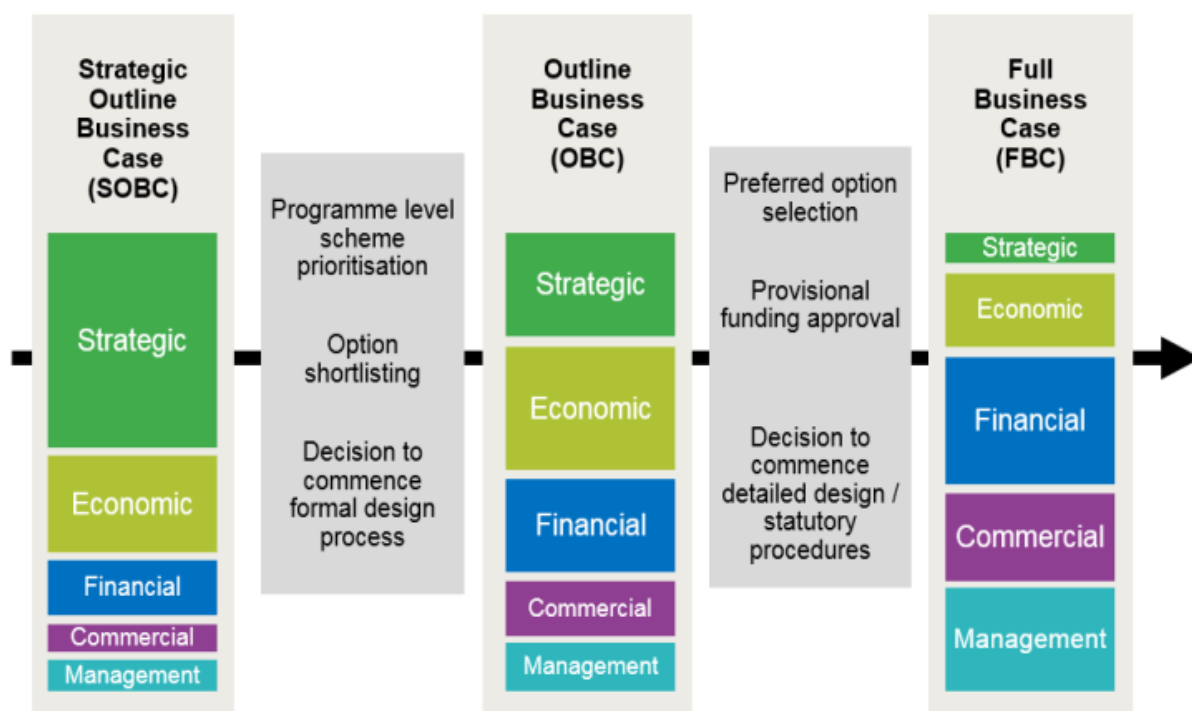 Strategic
Outline
Business
Case
(SOBC)
Strategic
Economic
Financial
Commercial
Management
Programme level
scheme
prioritisation
Option
shortlisting
Decision to
commence
formal design
process
Outline
Business
Case
(OBC)
Strategic
Economic
Financial
Commercial
Management
Preferred option
selection
Provisional
funding approval
Decision to
commence
detailed design /
statutory
procedures
Full
Business
Case
(FBC)
Strategic
Economic
Financial
Commercial
Management